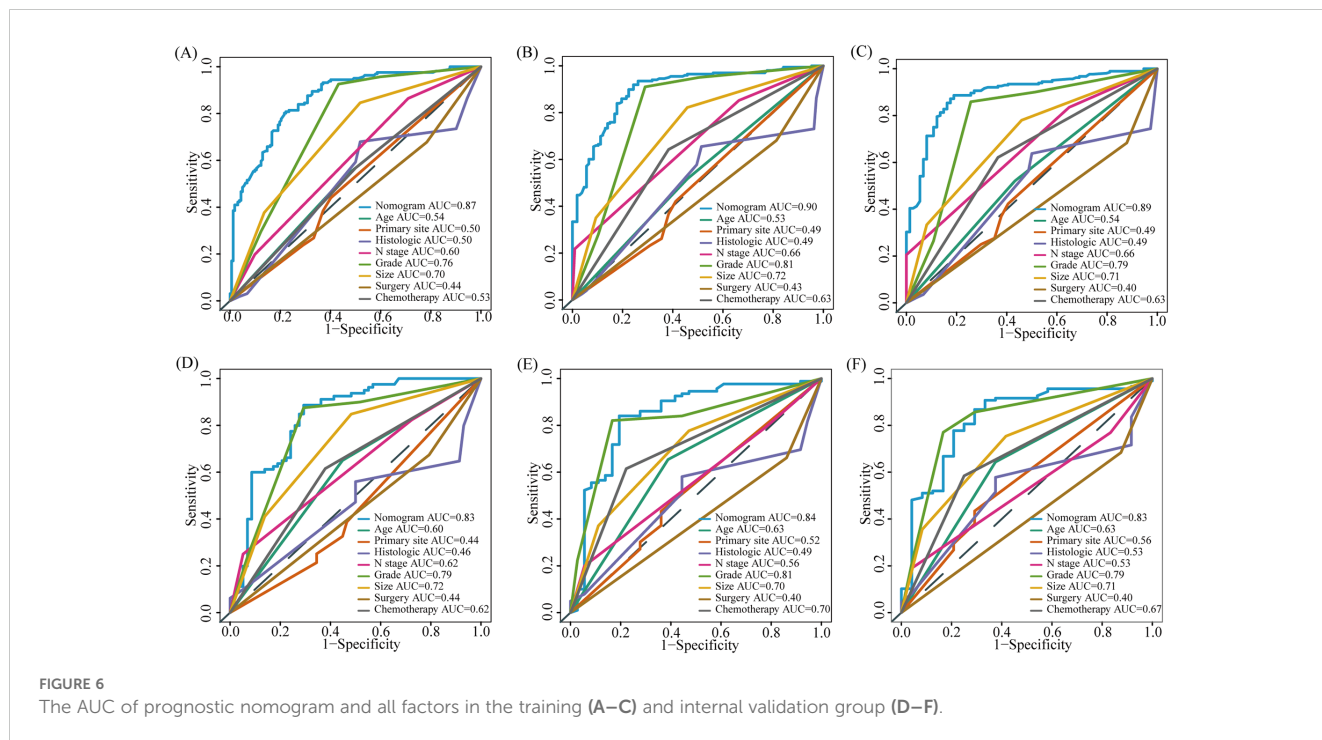 (A)
1.0
0.8
0.6
0.4
0.2
0.0
Sensitivity
Nomogram AUC=0.87
Age AUC=0.54
Primary site AUC=0.50
Histologic AUC=0.50
N stage AUC=0.60
Grade AUC=0.76
Size AUC=0.70
Surgery AUC=0.44
Chemotherapy AUC=0.53
0.0 0.2 0.4 0.6 0.8 1.0
1−Specificity
(B)
1.0
0.8
0.6
0.4
0.2
0.0
Sensitivity
Nomogram AUC=0.90
Age AUC=0.53
Primary site AUC=0.49
Histologic AUC=0.49
N stage AUC=0.66
Grade AUC=0.81
Size AUC=0.72
Surgery AUC=0.43
Chemotherapy AUC=0.63
0.0 0.2 0.4 0.6 0.8 1.0
1−Specificity
(C)
1.0
0.8
0.6
0.4
0.2
0.0
Sensitivity
Nomogram AUC=0.89
Age AUC=0.54
Primary site AUC=0.49
Histologic AUC=0.49
N stage AUC=0.66
Grade AUC=0.79
Size AUC=0.71
Surgery AUC=0.40
Chemotherapy AUC=0.63
0.0 0.2 0.4 0.6 0.8 1.0
1−Specificity
(D)
1.0
0.8
0.6
0.4
0.2
0.0
Sensitivity
Nomogram AUC=0.83
Age AUC=0.60
Primary site AUC=0.44
Histologic AUC=0.46
N stage AUC=0.62
Grade AUC=0.79
Size AUC=0.72
Surgery AUC=0.44
Chemotherapy AUC=0.62
0.0 0.2 0.4 0.6 0.8 1.0
1−Specificity
(E)
1.0
0.8
0.6
0.4
0.2
0.0
Sensitivity
Nomogram AUC=0.84
Age AUC=0.63
Primary site AUC=0.52
Histologic AUC=0.49
N stage AUC=0.56
Grade AUC=0.81
Size AUC=0.70
Surgery AUC=0.40
Chemotherapy AUC=0.70
0.0 0.2 0.4 0.6 0.8 1.0
1−Specificity
(F)
1.0
0.8
0.6
0.4
0.2
0.0
Sensitivity
Nomogram AUC=0.83
Age AUC=0.63
Primary site AUC=0.56
Histologic AUC=0.53
N stage AUC=0.53
Grade AUC=0.79
Size AUC=0.71
Surgery AUC=0.40
Chemotherapy AUC=0.67
0.0 0.2 0.4 0.6 0.8 1.0
1−Specificity
FIGURE 6
The AUC of prognostic nomogram and all factors in the training (A–C) and internal validation group (D–F).